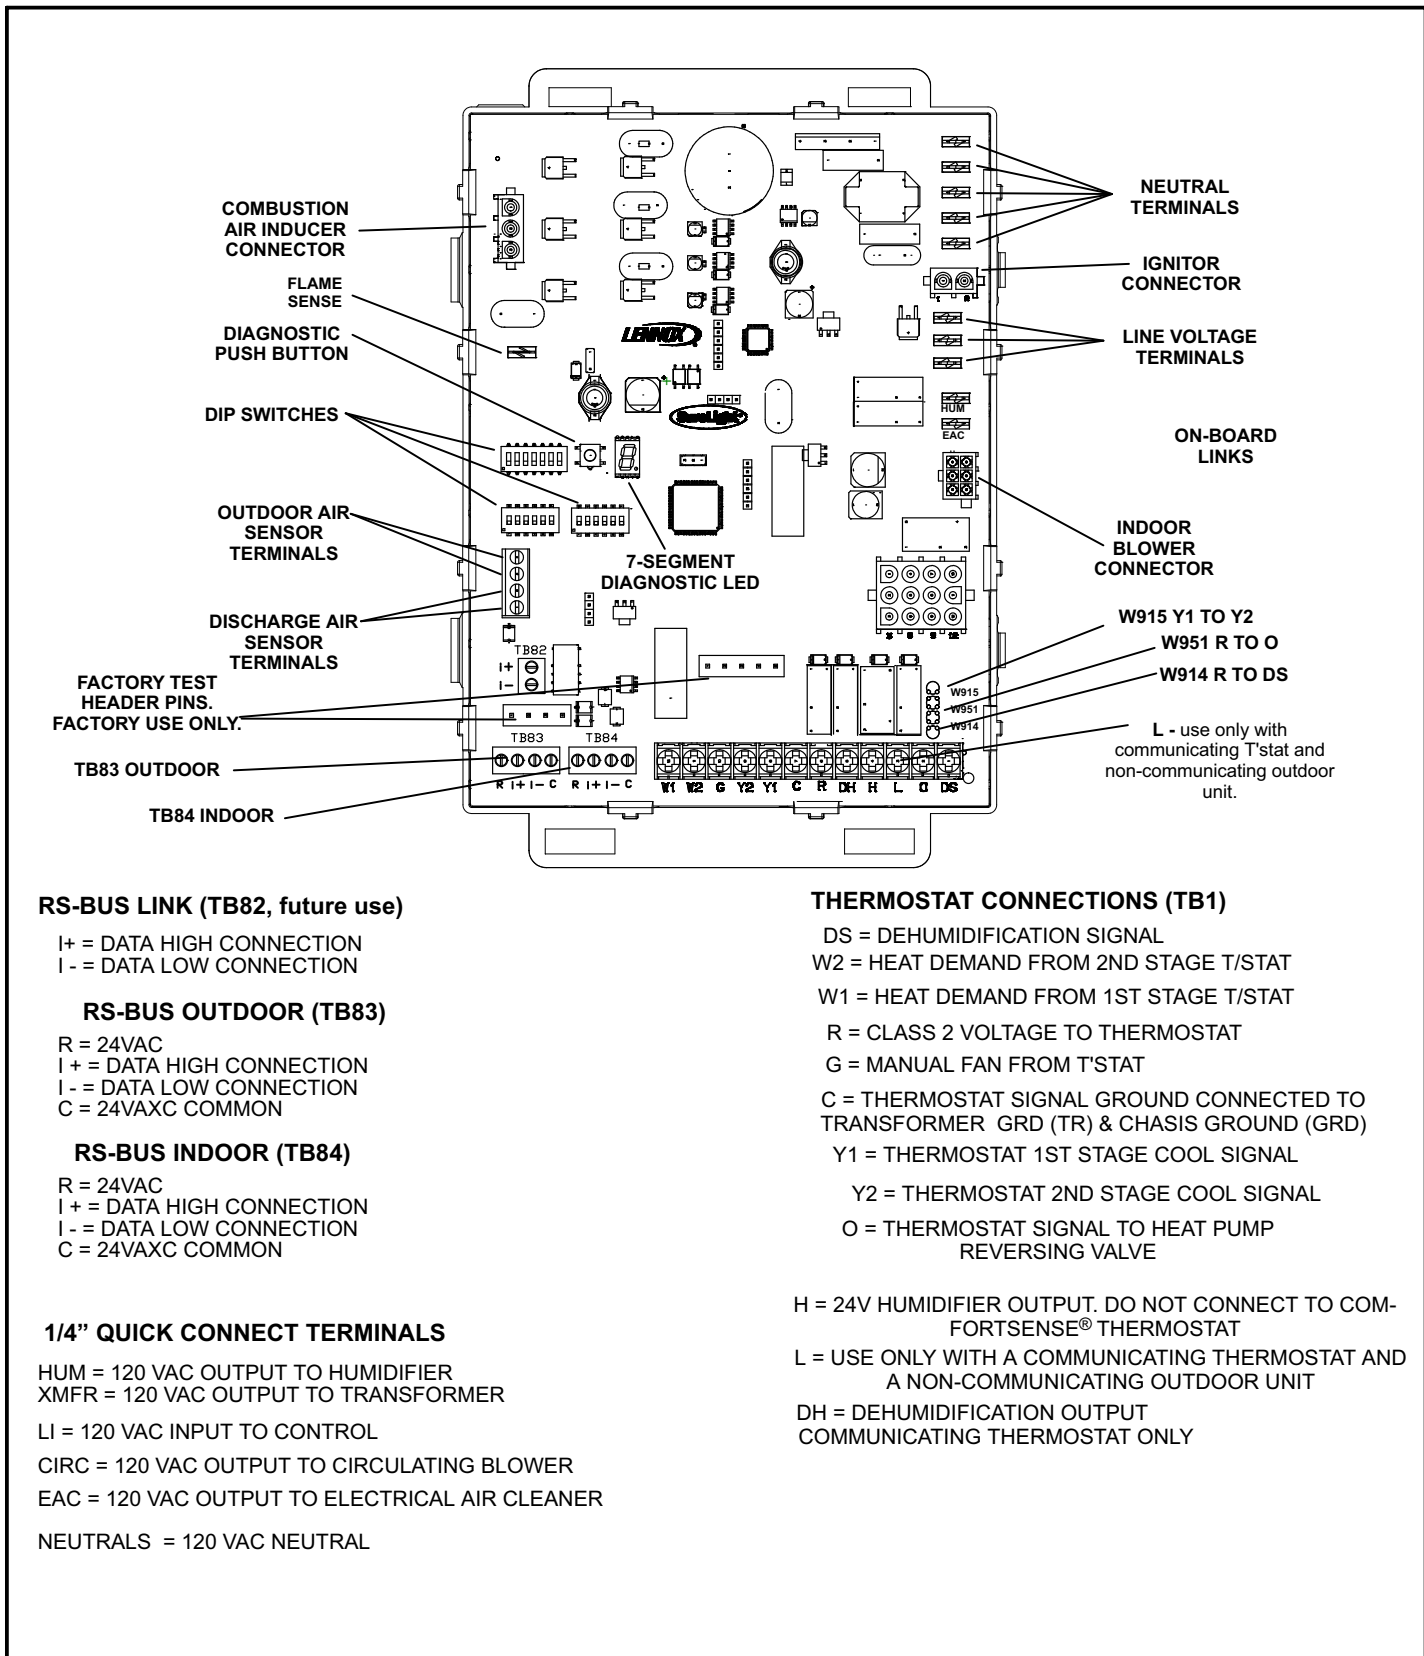 COMBUSTION
AIR INDUCER
CONNECTOR
FLAME
SENSE
DIAGNOSTIC
PUSH BUTTON
DIP SWITCHES
OUTDOOR AIR
SENSOR
TERMINALS
DISCHARGE AIR
SENSOR
TERMINALS
FACTORY TEST
HEADER PINS.
FACTORY USE ONLY.
TB83 OUTDOOR
TB84 INDOOR
LENNOX
SureLight
7-SEGMENT
DIAGNOSTIC LED
TB82
I+
I-
TB83
TB84
R I+ I- C
R I+ I- C
HUM
EAC
3 6 9 12
W915
W951
W914
W1 W2 G Y2 Y1 C R DH H L O DS
NEUTRAL
TERMINALS
IGNITOR
CONNECTOR
LINE VOLTAGE
TERMINALS
ON-BOARD
LINKS
INDOOR
BLOWER
CONNECTOR
W915 Y1 TO Y2
W951 R TO O
W914 R TO DS
L - use only with
communicating T'stat and
non-communicating outdoor
unit.
RS-BUS LINK (TB82, future use)
I+ = DATA HIGH CONNECTION
I - = DATA LOW CONNECTION
RS-BUS OUTDOOR (TB83)
R = 24VAC
I + = DATA HIGH CONNECTION
I - = DATA LOW CONNECTION
C = 24VAXC COMMON
RS-BUS INDOOR (TB84)
R = 24VAC
I + = DATA HIGH CONNECTION
I - = DATA LOW CONNECTION
C = 24VAXC COMMON
1/4” QUICK CONNECT TERMINALS
HUM = 120 VAC OUTPUT TO HUMIDIFIER
XMFR = 120 VAC OUTPUT TO TRANSFORMER
LI = 120 VAC INPUT TO CONTROL
CIRC = 120 VAC OUTPUT TO CIRCULATING BLOWER
EAC = 120 VAC OUTPUT TO ELECTRICAL AIR CLEANER
NEUTRALS = 120 VAC NEUTRAL
THERMOSTAT CONNECTIONS (TB1)
DS = DEHUMIDIFICATION SIGNAL
W2 = HEAT DEMAND FROM 2ND STAGE T/STAT
W1 = HEAT DEMAND FROM 1ST STAGE T/STAT
R = CLASS 2 VOLTAGE TO THERMOSTAT
G = MANUAL FAN FROM T'STAT
C = THERMOSTAT SIGNAL GROUND CONNECTED TO
TRANSFORMER GRD (TR) & CHASIS GROUND (GRD)
Y1 = THERMOSTAT 1ST STAGE COOL SIGNAL
Y2 = THERMOSTAT 2ND STAGE COOL SIGNAL
O = THERMOSTAT SIGNAL TO HEAT PUMP
REVERSING VALVE
H = 24V HUMIDIFIER OUTPUT. DO NOT CONNECT TO COM-
FORTSENSE® THERMOSTAT
L = USE ONLY WITH A COMMUNICATING THERMOSTAT AND
A NON-COMMUNICATING OUTDOOR UNIT
DH = DEHUMIDIFICATION OUTPUT
COMMUNICATING THERMOSTAT ONLY